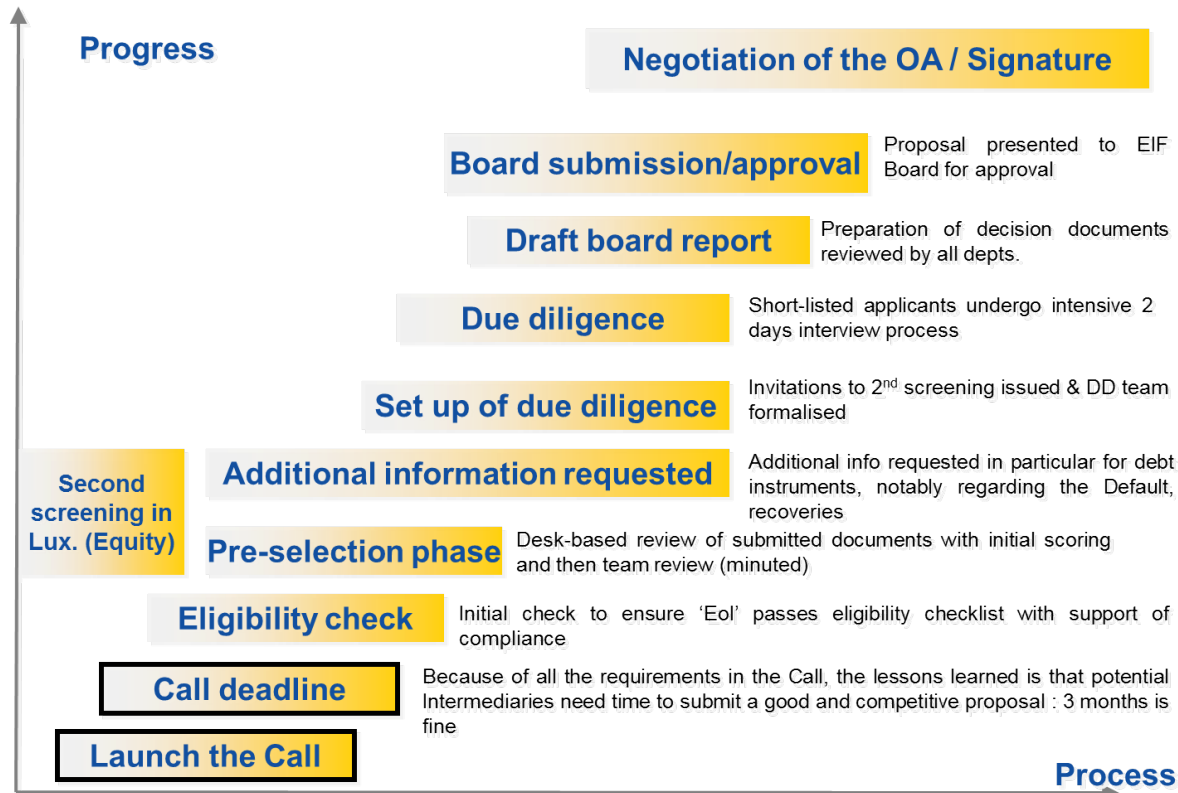 Progress
Negotiation of the OA / Signature
Board submission/approval
Proposal presented to EIF
Board for approval
Draft board report
Preparation of decision documents
reviewed by all depts.
Due diligence
Short-listed applicants undergo intensive 2
days interview process
Set up of due diligence
Invitations to 2nd screening issued & DD team
formalised
Second
screening in
Lux. (Equity)
Additional information requested
Additional info requested in particular for debt
instruments, notably regarding the Default,
recoveries
Pre-selection phase
Desk-based review of submitted documents with initial scoring
and then team review (minuted)
Eligibility check
Initial check to ensure ‘EoI’ passes eligibility checklist with support of
compliance
Call deadline
Because of all the requirements in the Call, the lessons learned is that potential
Intermediaries need time to submit a good and competitive proposal : 3 months is
fine
Launch the Call
Process